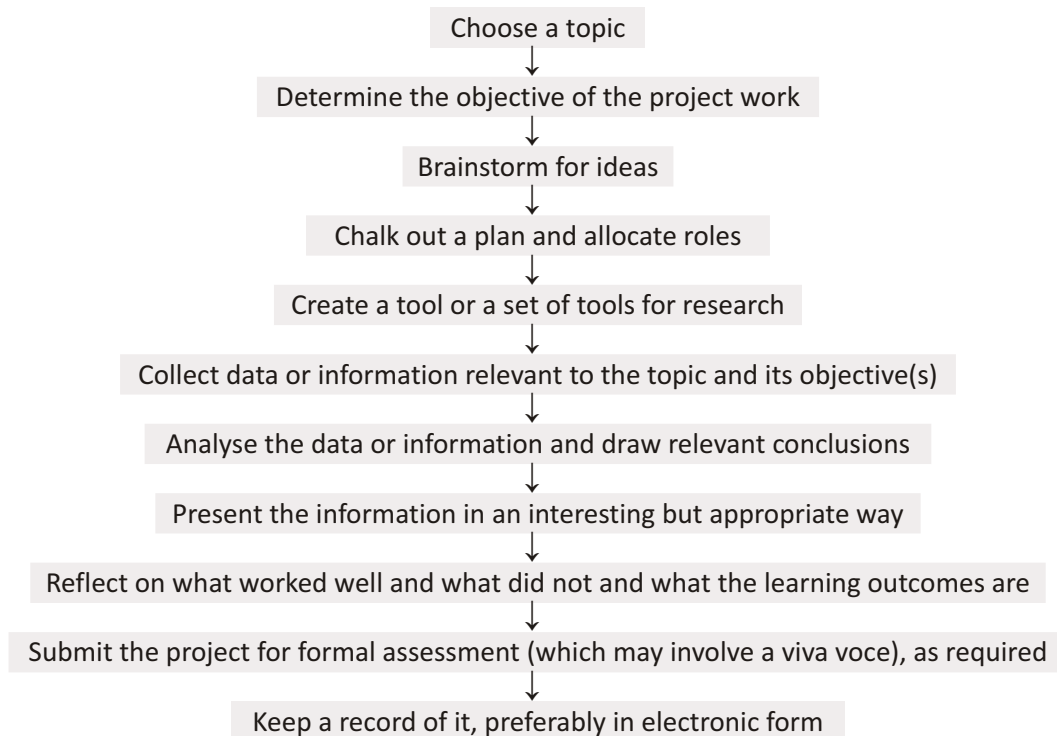 Choose a topic
Determine the objective of the project work
Brainstorm for ideas
Chalk out a plan and allocate roles
Create a tool or a set of tools for research
Collect data or information relevant to the topic and its objective(s)
Analyse the data or information and draw relevant conclusions
Present the information in an interesting but appropriate way
Reflect on what worked well and what did not and what the learning outcomes are
Submit the project for formal assessment (which may involve a viva voce), as required
Keep a record of it, preferably in electronic form